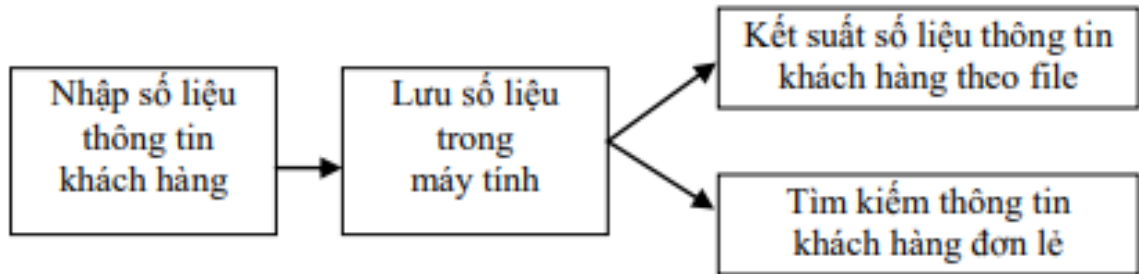 Nhập số liệu
thông tin
khách hàng
Lưu số liệu
trong
máy tính
Kết suất số liệu thông tin
khách hàng theo file
Tìm kiếm thông tin
khách hàng đơn lẻ